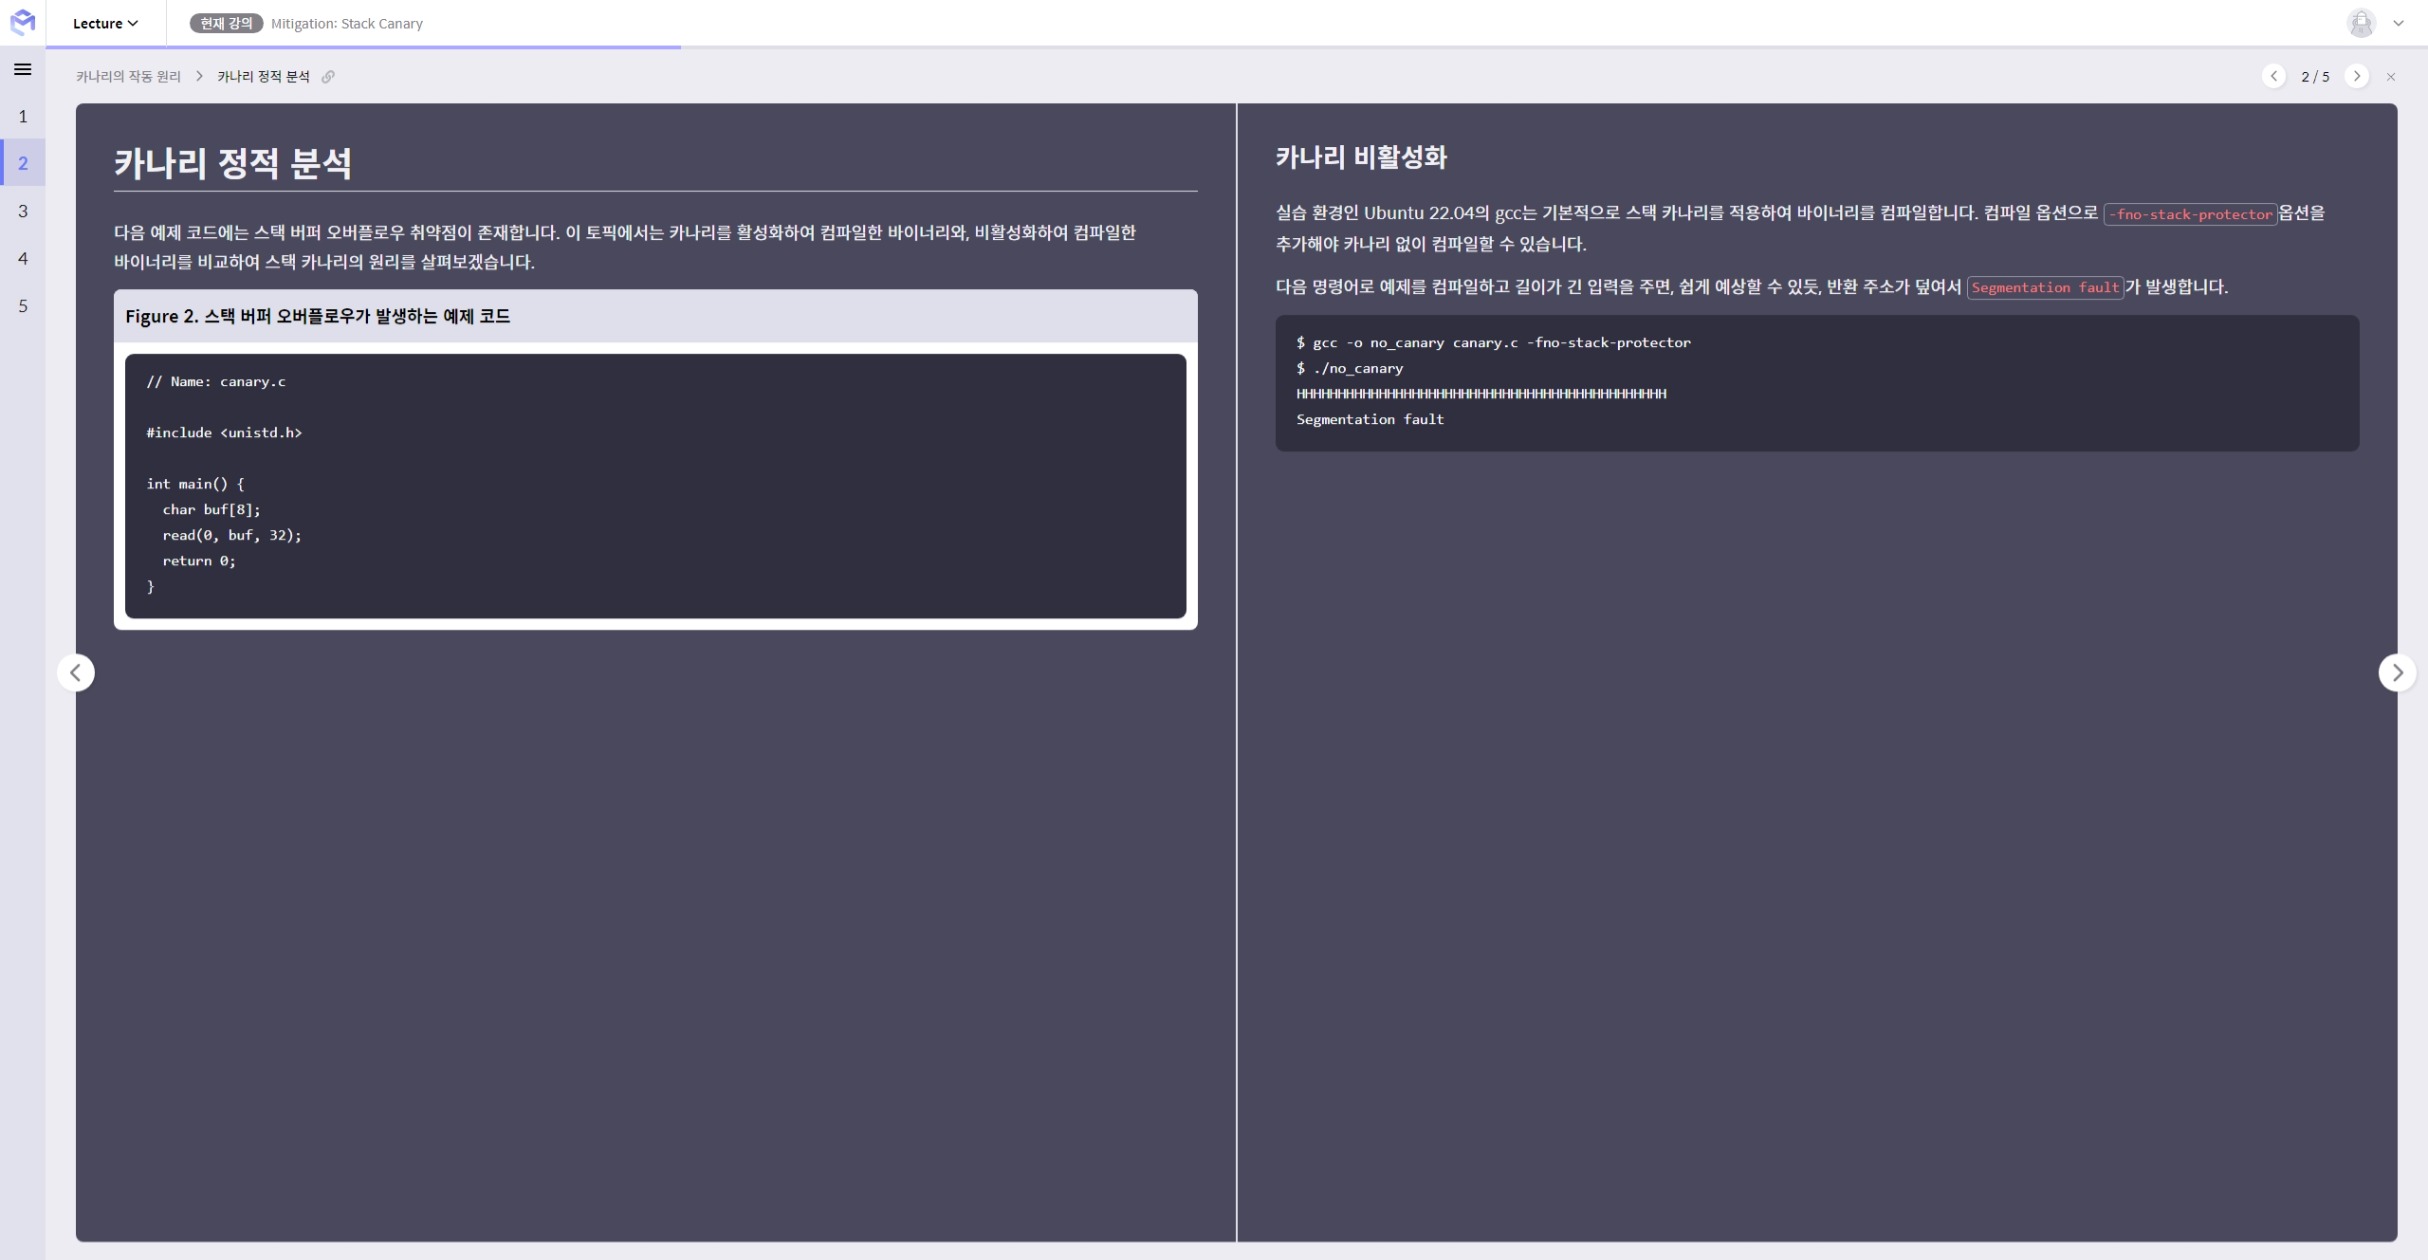 Lecture
현재 강의 Mitigation: Stack Canary
카나리의 작동 원리 > 카나리 정적 분석
2 / 5
1
2
3
4
5
카나리 정적 분석
다음 예제 코드에는 스택 버퍼 오버플로우 취약점이 존재합니다. 이 토픽에서는 카나리를 활성화하여 컴파일한 바이너리와, 비활성화하여 컴파일한
바이너리를 비교하여 스택 카나리의 원리를 살펴보겠습니다.
Figure 2. 스택 버퍼 오버플로우가 발생하는 예제 코드
// Name: canary.c
#include <unistd.h>
int main() {
  char buf[8];
  read(0, buf, 32);
  return 0;
}
카나리 비활성화
실습 환경인 Ubuntu 22.04의 gcc는 기본적으로 스택 카나리를 적용하여 바이너리를 컴파일합니다. 컴파일 옵션으로 -fno-stack-protector 옵션을
추가해야 카나리 없이 컴파일할 수 있습니다.
다음 명령어로 예제를 컴파일하고 길이가 긴 입력을 주면, 쉽게 예상할 수 있듯, 반환 주소가 덮여서 Segmentation fault 가 발생합니다.
$ gcc -o no_canary canary.c -fno-stack-protector
$ ./no_canary
HHHHHHHHHHHHHHHHHHHHHHHHHHHHHHHHHHHHHHHHHHHHH
Segmentation fault